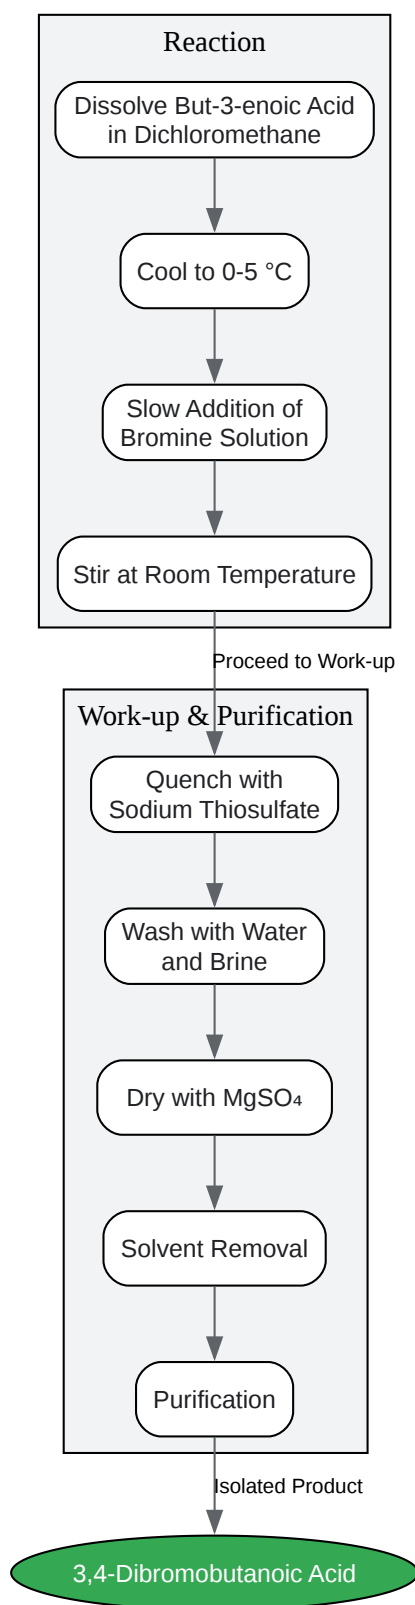 Reaction
Dissolve But-3-enoic Acid
in Dichloromethane
Cool to 0-5 °C
Slow Addition of
Bromine Solution
Stir at Room Temperature
Proceed to Work-up
Work-up & Purification
Quench with
Sodium Thiosulfate
Wash with Water
and Brine
Dry with MgSO₄
Solvent Removal
Purification
Isolated Product
3,4-Dibromobutanoic Acid